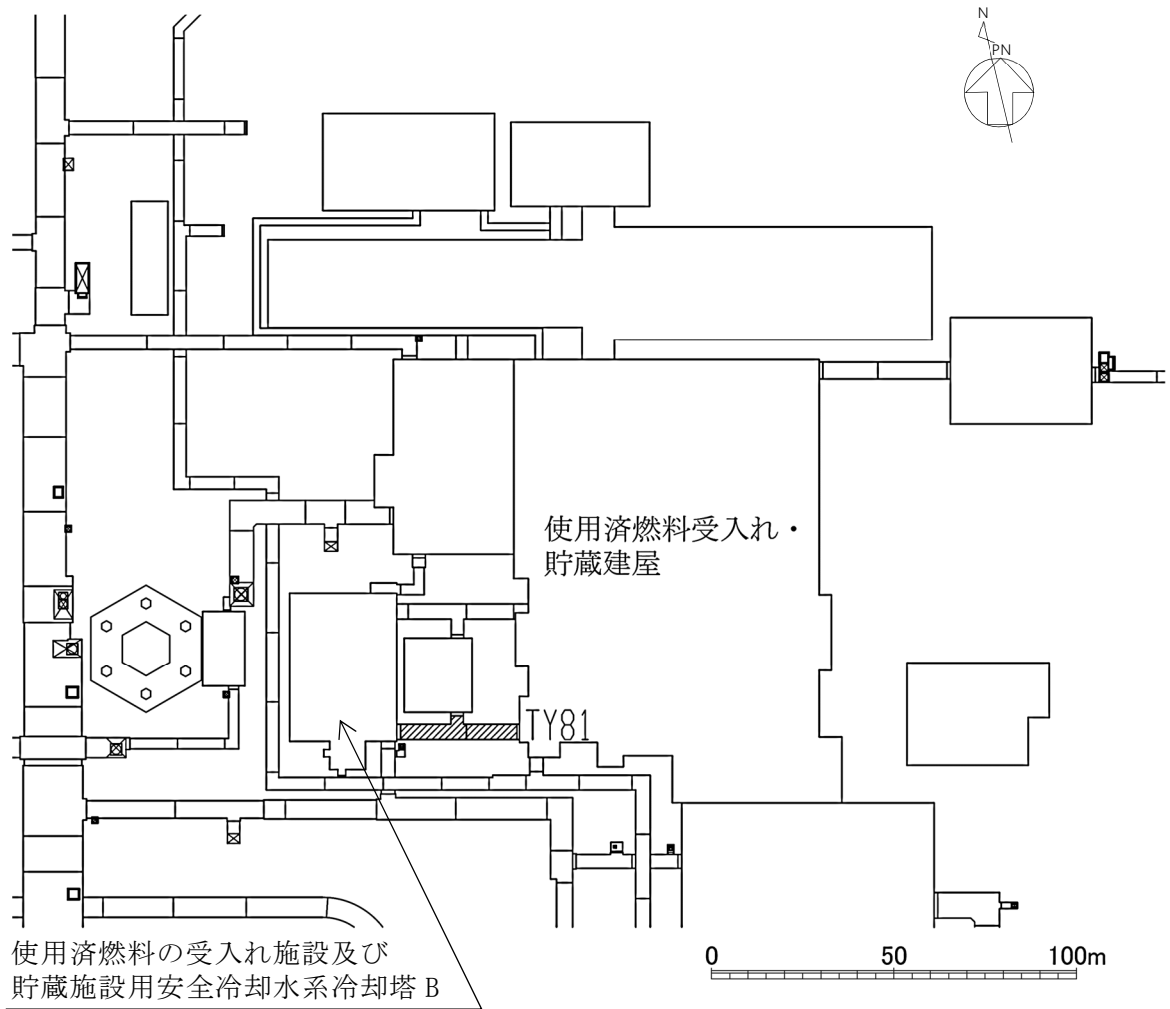 N
PN
使用済燃料受入れ・
貯蔵建屋
TY81
使用済燃料の受入れ施設及び
貯蔵施設用安全冷却水系冷却塔 B
0 50 100m